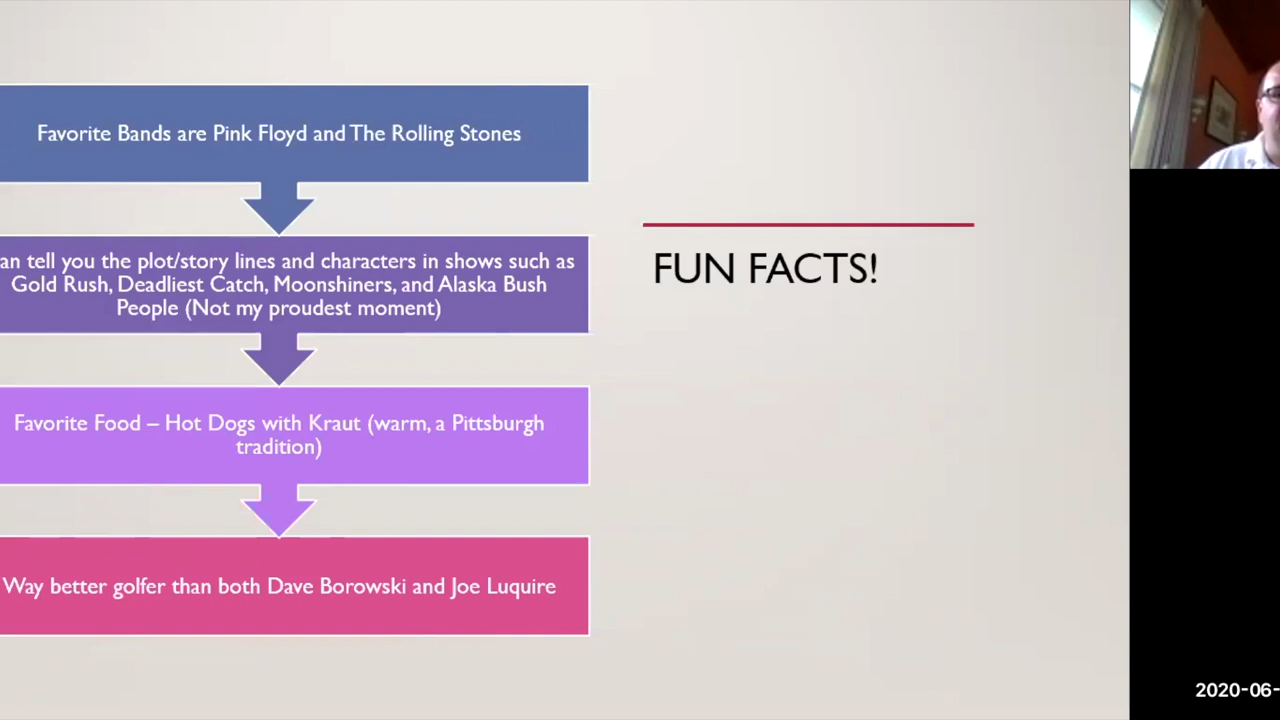 Favorite Bands are Pink Floyd and The Rolling Stones
an tell you the plot/story lines and characters in shows such as
Gold Rush, Deadliest Catch, Moonshiners, and Alaska Bush
People (Not my proudest moment)
Favorite Food – Hot Dogs with Kraut (warm, a Pittsburgh
tradition)
Way better golfer than both Dave Borowski and Joe Luquire
FUN FACTS!
2020-06-